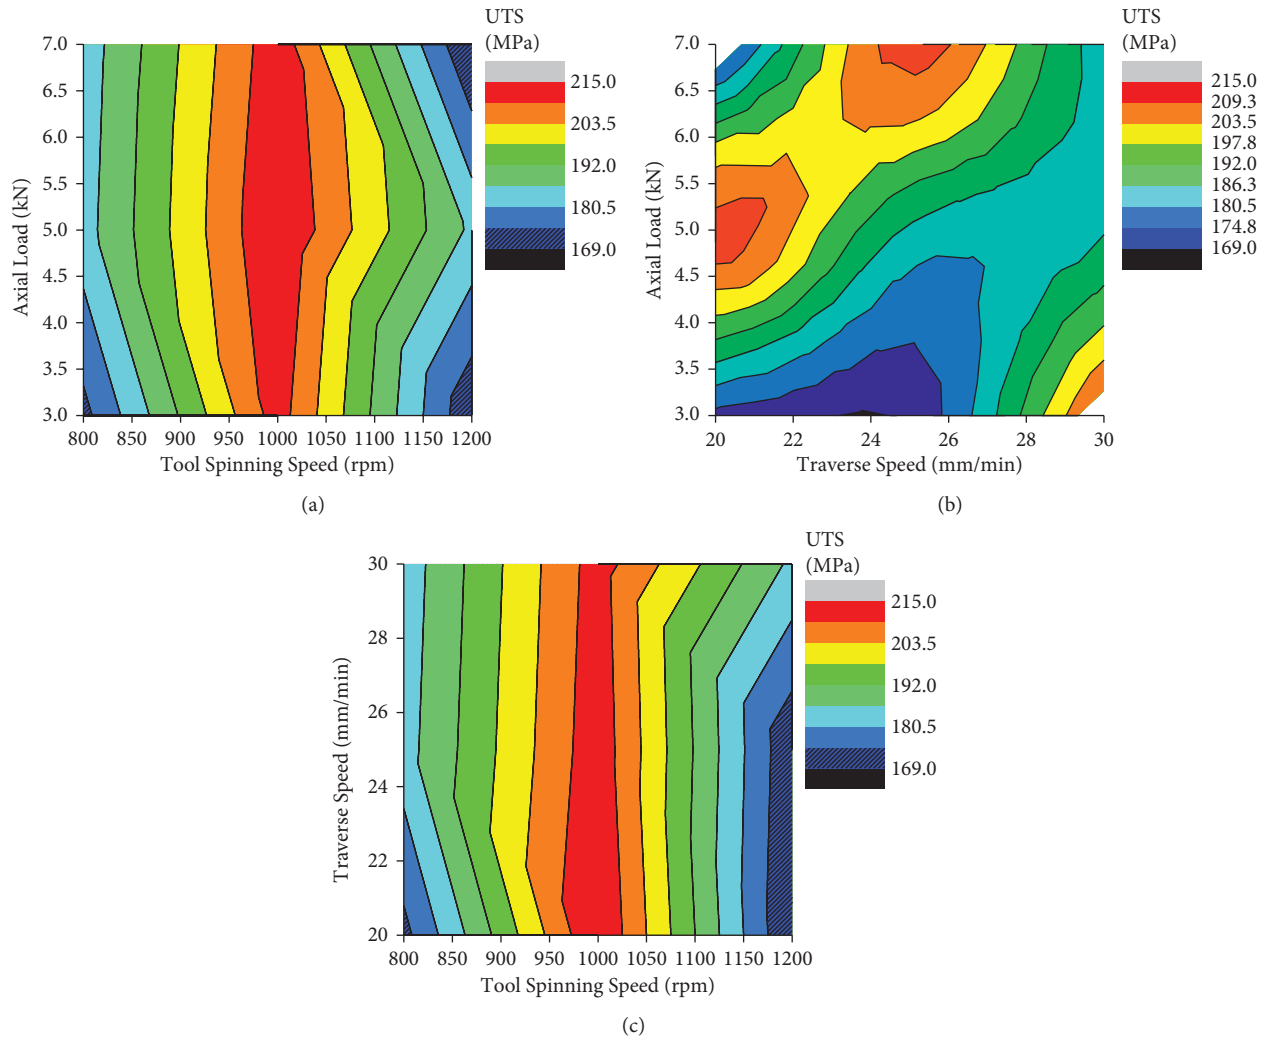 UTS
(MPa)
7.0
6.5
6.0
5.5
5.0
4.5
4.0
3.5
3.0
Axial Load (kN)
800 850 900 950 1000 1050 1100 1150 1200
Tool Spinning Speed (rpm)
215.0
203.5
192.0
180.5
169.0
(a)
UTS
(MPa)
7.0
6.5
6.0
5.5
5.0
4.5
4.0
3.5
3.0
Axial Load (kN)
20 22 24 26 28 30
Traverse Speed (mm/min)
215.0
209.3
203.5
197.8
192.0
186.3
180.5
174.8
169.0
(b)
UTS
(MPa)
30
28
26
24
22
20
Traverse Speed (mm/min)
800 850 900 950 1000 1050 1100 1150 1200
Tool Spinning Speed (rpm)
215.0
203.5
192.0
180.5
169.0
(c)